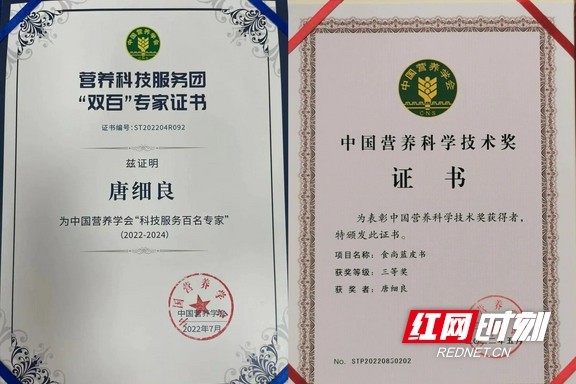 中国营养学会
营养科技服务团
“双百”专家证书
证书编号:ST202204R092
兹证明
唐细良
为中国营养学会“科技服务百名专家”
(2022-2024)
中国营养学会
2022年7月
中国营养学会
CNS
中国营养科学技术奖
证 书
为表彰中国营养科学技术奖获得者,
特颁发此证书。
项目名称: 食尚蓝皮书
获奖等级: 三等奖
获 奖 者: 唐细良
No. STP20220830202
红网时刻
REDNET.CN